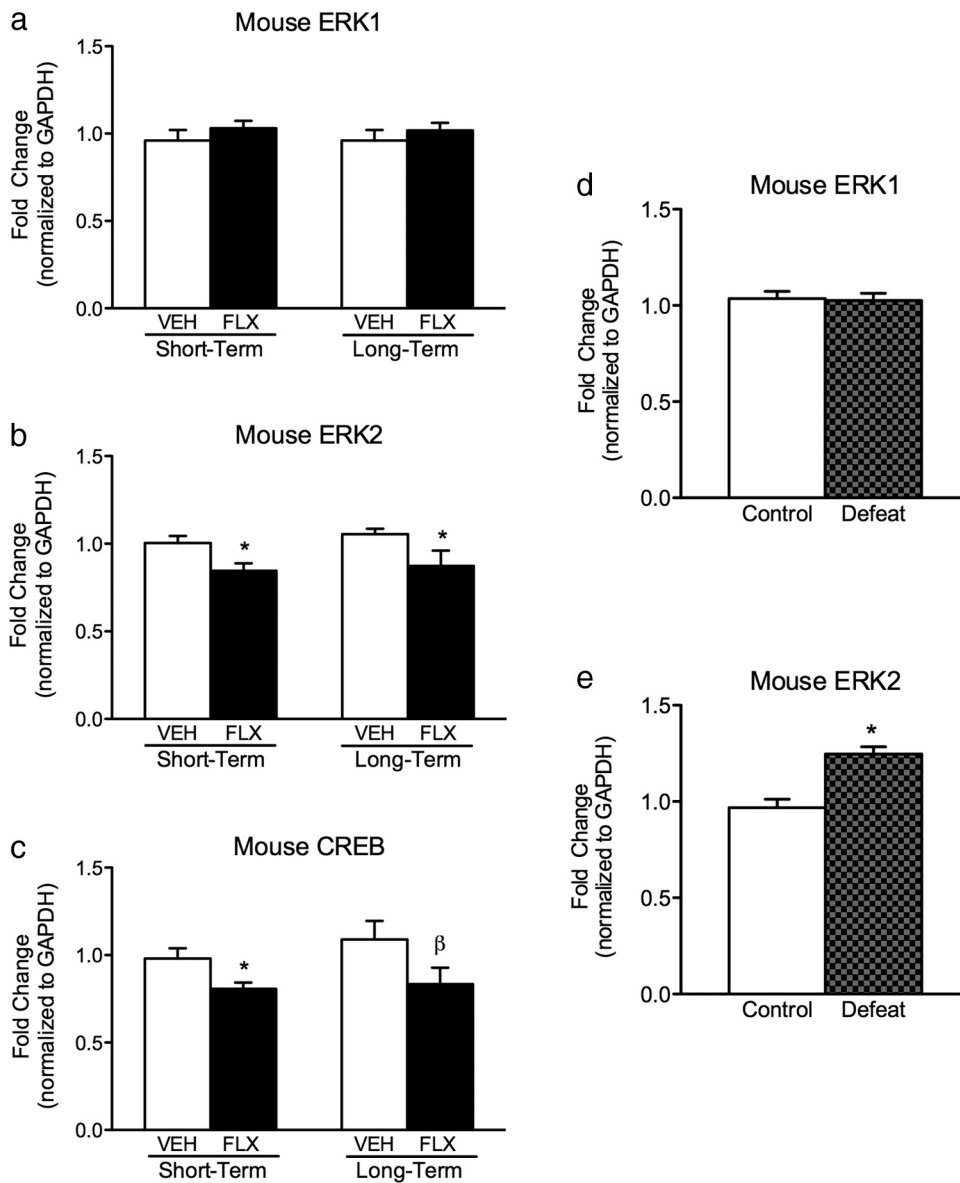 a
Mouse ERK1
Fold Change
(normalized to GAPDH)
1.5
1.0
0.5
0.0
VEH FLX VEH FLX
Short-Term Long-Term
b
Mouse ERK2
Fold Change
(normalized to GAPDH)
1.5
1.0
0.5
0.0
* *
VEH FLX VEH FLX
Short-Term Long-Term
c
Mouse CREB
Fold Change
(normalized to GAPDH)
1.5
1.0
0.5
0.0
* β
VEH FLX VEH FLX
Short-Term Long-Term
d
Mouse ERK1
Fold Change
(normalized to GAPDH)
1.5
1.0
0.5
0.0
Control Defeat
e
Mouse ERK2
Fold Change
(normalized to GAPDH)
1.5
1.0
0.5
0.0
*
Control Defeat